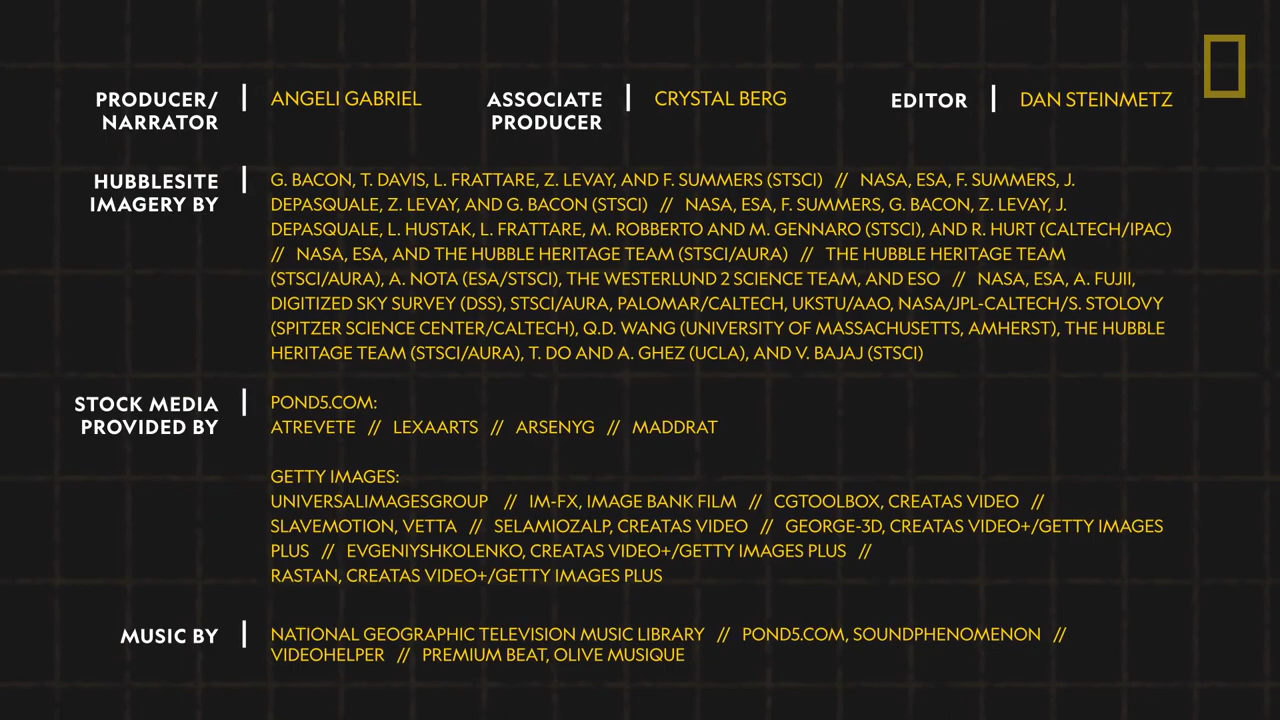 PRODUCER/
NARRATOR
ANGELI GABRIEL
ASSOCIATE
PRODUCER
CRYSTAL BERG
EDITOR
DAN STEINMETZ
HUBBLESITE
IMAGERY BY
G. BACON, T. DAVIS, L. FRATTARE, Z. LEVAY, AND F. SUMMERS (STSCI) // NASA, ESA, F. SUMMERS, J.
DEPASQUALE, Z. LEVAY, AND G. BACON (STSCI) // NASA, ESA, F. SUMMERS, G. BACON, Z. LEVAY, J.
DEPASQUALE, L. HUSTAK, L. FRATTARE, M. ROBBERTO AND M. GENNARO (STSCI), AND R. HURT (CALTECH/IPAC)
// NASA, ESA, AND THE HUBBLE HERITAGE TEAM (STSCI/AURA) // THE HUBBLE HERITAGE TEAM
(STSCI/AURA), A. NOTA (ESA/STSCI), THE WESTERLUND 2 SCIENCE TEAM, AND ESO // NASA, ESA, A. FUJII,
DIGITIZED SKY SURVEY (DSS), STSCI/AURA, PALOMAR/CALTECH, UKSTU/AAO, NASA/JPL-CALTECH/S. STOLOVY
(SPITZER SCIENCE CENTER/CALTECH), Q.D. WANG (UNIVERSITY OF MASSACHUSETTS, AMHERST), THE HUBBLE
HERITAGE TEAM (STSCI/AURA), T. DO AND A. GHEZ (UCLA), AND V. BAJAJ (STSCI)
STOCK MEDIA
PROVIDED BY
POND5.COM:
ATREVETE // LEXAARTS // ARSENYG // MADDRAT
GETTY IMAGES:
UNIVERSALIMAGESGROUP // IM-FX, IMAGE BANK FILM // CGTOOLBOX, CREATAS VIDEO //
SLAVEMOTION, VETTA // SELAMIOZALP, CREATAS VIDEO // GEORGE-3D, CREATAS VIDEO+/GETTY IMAGES
PLUS // EVGENIYSHKOLENKO, CREATAS VIDEO+/GETTY IMAGES PLUS //
RASTAN, CREATAS VIDEO+/GETTY IMAGES PLUS
MUSIC BY
NATIONAL GEOGRAPHIC TELEVISION MUSIC LIBRARY // POND5.COM, SOUNDPHENOMENON //
VIDEOHELPER // PREMIUM BEAT, OLIVE MUSIQUE